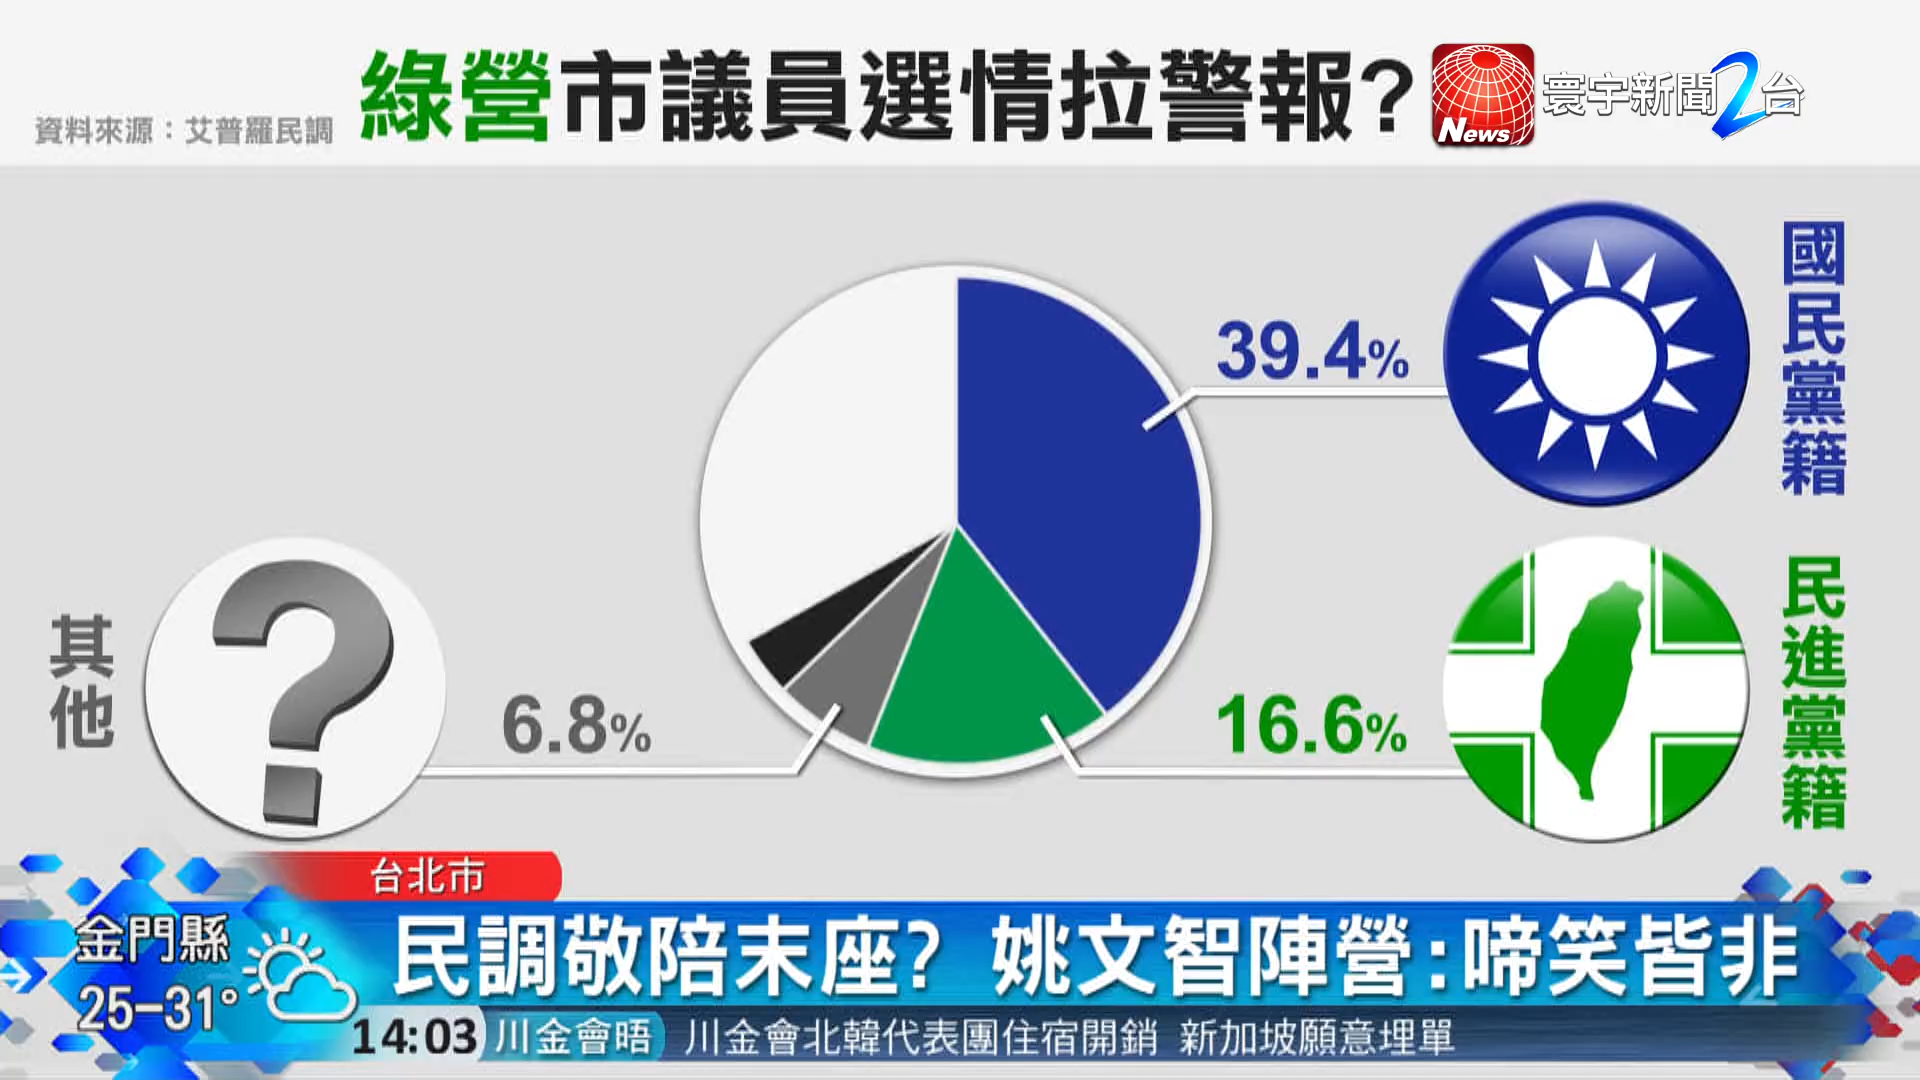 綠營市議員選情拉警報?
資料來源：艾普羅民調
News
寰宇新聞2台
39.4%
國民黨籍
16.6%
民進黨籍
其他
6.8%
台北市
民調敬陪末座? 姚文智陣營:啼笑皆非
金門縣
25-31°
14:03
川金會晤
川金會北韓代表團住宿開銷 新加坡願意埋單